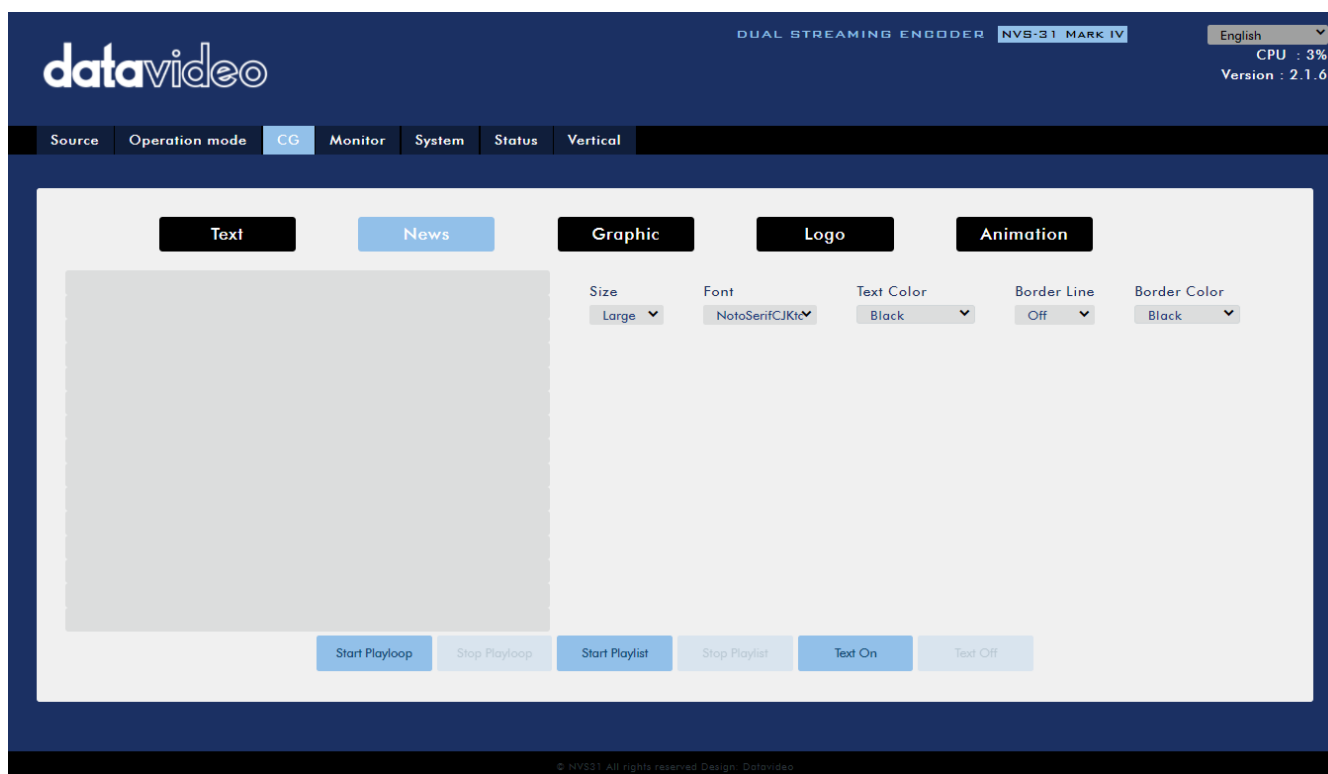 DUAL STREAMING ENCODER NVS-31 MARK IV
English
CPU : 3%
Version : 2.1.6
datavideo
Source Operation mode CG Monitor System Status Vertical
Text News Graphic Logo Animation
Size Font Text Color Border Line Border Color
Large NotoSerifCJKtc Black Off Black
Start Playloop Stop Playloop Start Playlist Stop Playlist Text On Text Off
© NVS31 All rights reserved Design: Datavideo